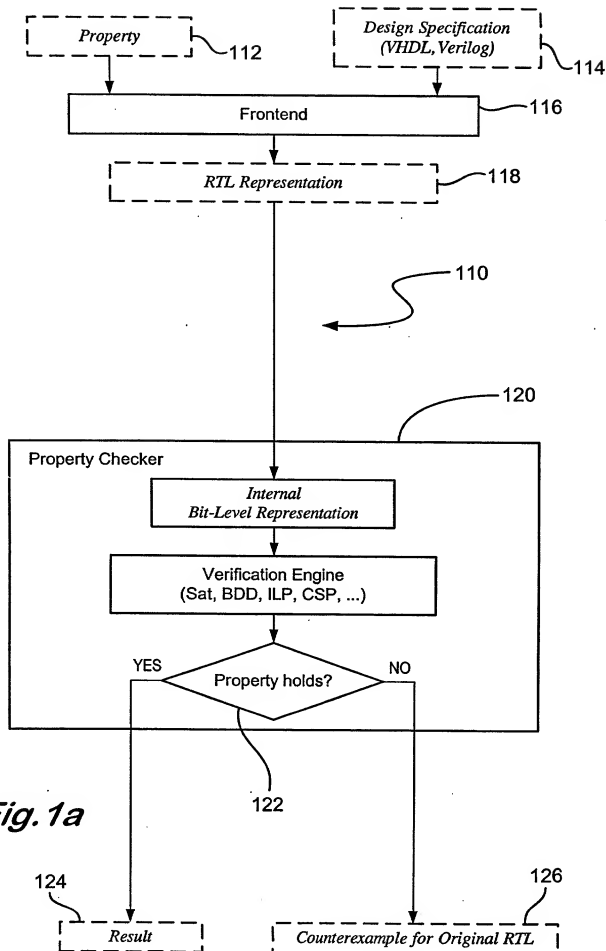 Property
112
Design Specification
(VHDL, Verilog)
114
Frontend
116
RTL Representation
118
110
120
Property Checker
Internal
Bit-Level Representation
Verification Engine
(Sat, BDD, ILP, CSP, ...)
YES
Property holds?
NO
122
Fig. 1a
124
Result
126
Counterexample for Original RTL